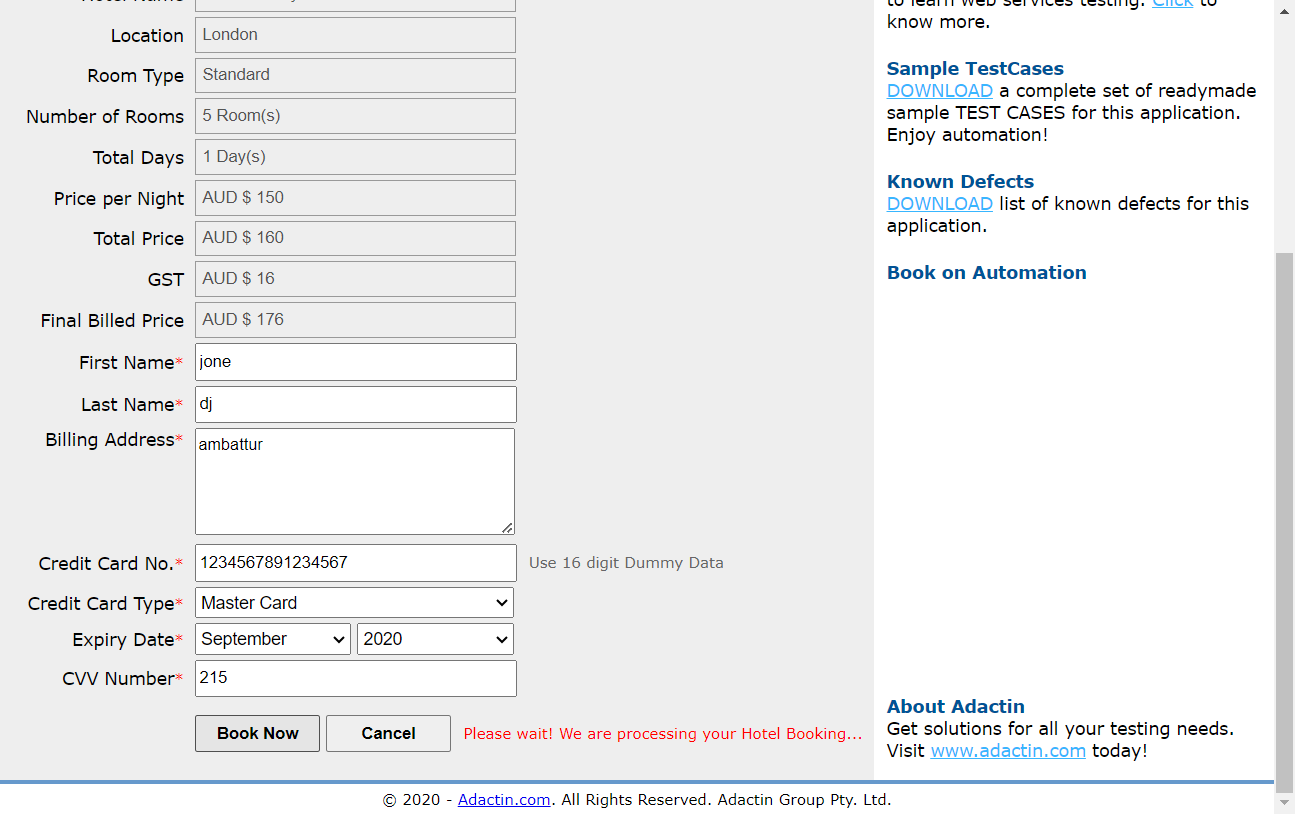 Location London
Room Type Standard
Number of Rooms 5 Room(s)
Total Days 1 Day(s)
Price per Night AUD $ 150
Total Price AUD $ 160
GST AUD $ 16
Final Billed Price AUD $ 176
First Name* jone
Last Name* dj
Billing Address* ambattur
Credit Card No.* 1234567891234567 Use 16 digit Dummy Data
Credit Card Type* Master Card
Expiry Date* September 2020
CVV Number* 215
Book Now Cancel Please wait! We are processing your Hotel Booking...
to learn web services testing. Click to
know more.
Sample TestCases
DOWNLOAD a complete set of readymade
sample TEST CASES for this application.
Enjoy automation!
Known Defects
DOWNLOAD list of known defects for this
application.
Book on Automation
About Adactin
Get solutions for all your testing needs.
Visit www.adactin.com today!
© 2020 - Adactin.com. All Rights Reserved. Adactin Group Pty. Ltd.